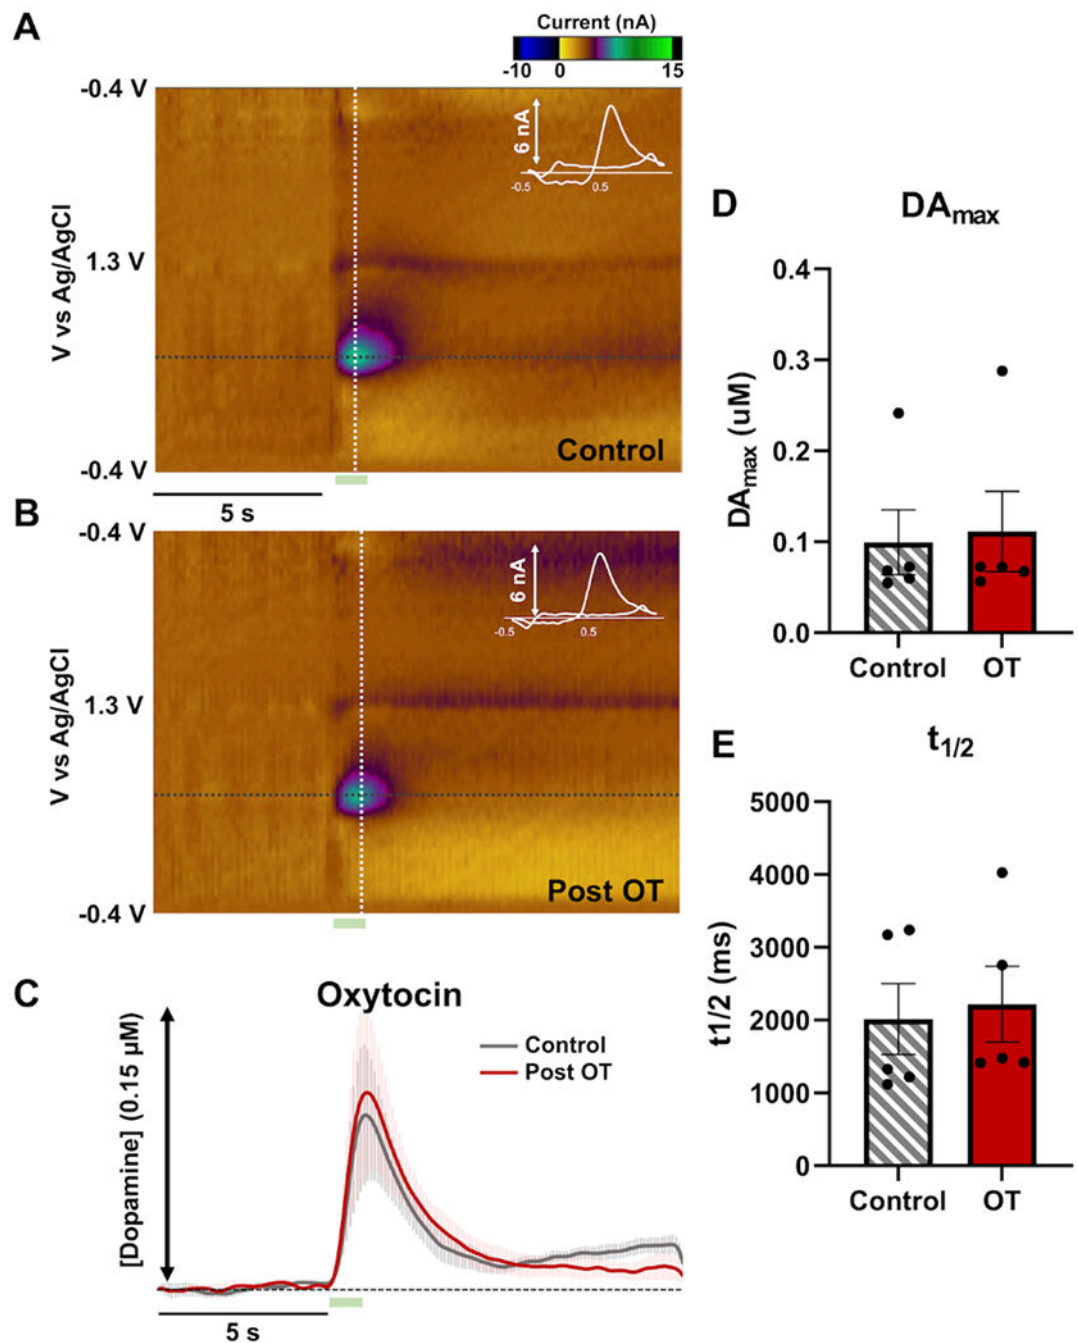 A
Current (nA)
-10 0 15
-0.4 V
1.3 V
-0.4 V
V vs Ag/AgCl
6 nA
-0.5 0.5
Control
5 s
B
-0.4 V
1.3 V
-0.4 V
V vs Ag/AgCl
6 nA
-0.5 0.5
Post OT
C
Oxytocin
[Dopamine] (0.15 µM)
Control
Post OT
5 s
D
DAmax
DAmax (uM)
0.4
0.3
0.2
0.1
0.0
Control OT
E
t1/2
t1/2 (ms)
5000
4000
3000
2000
1000
0
Control OT